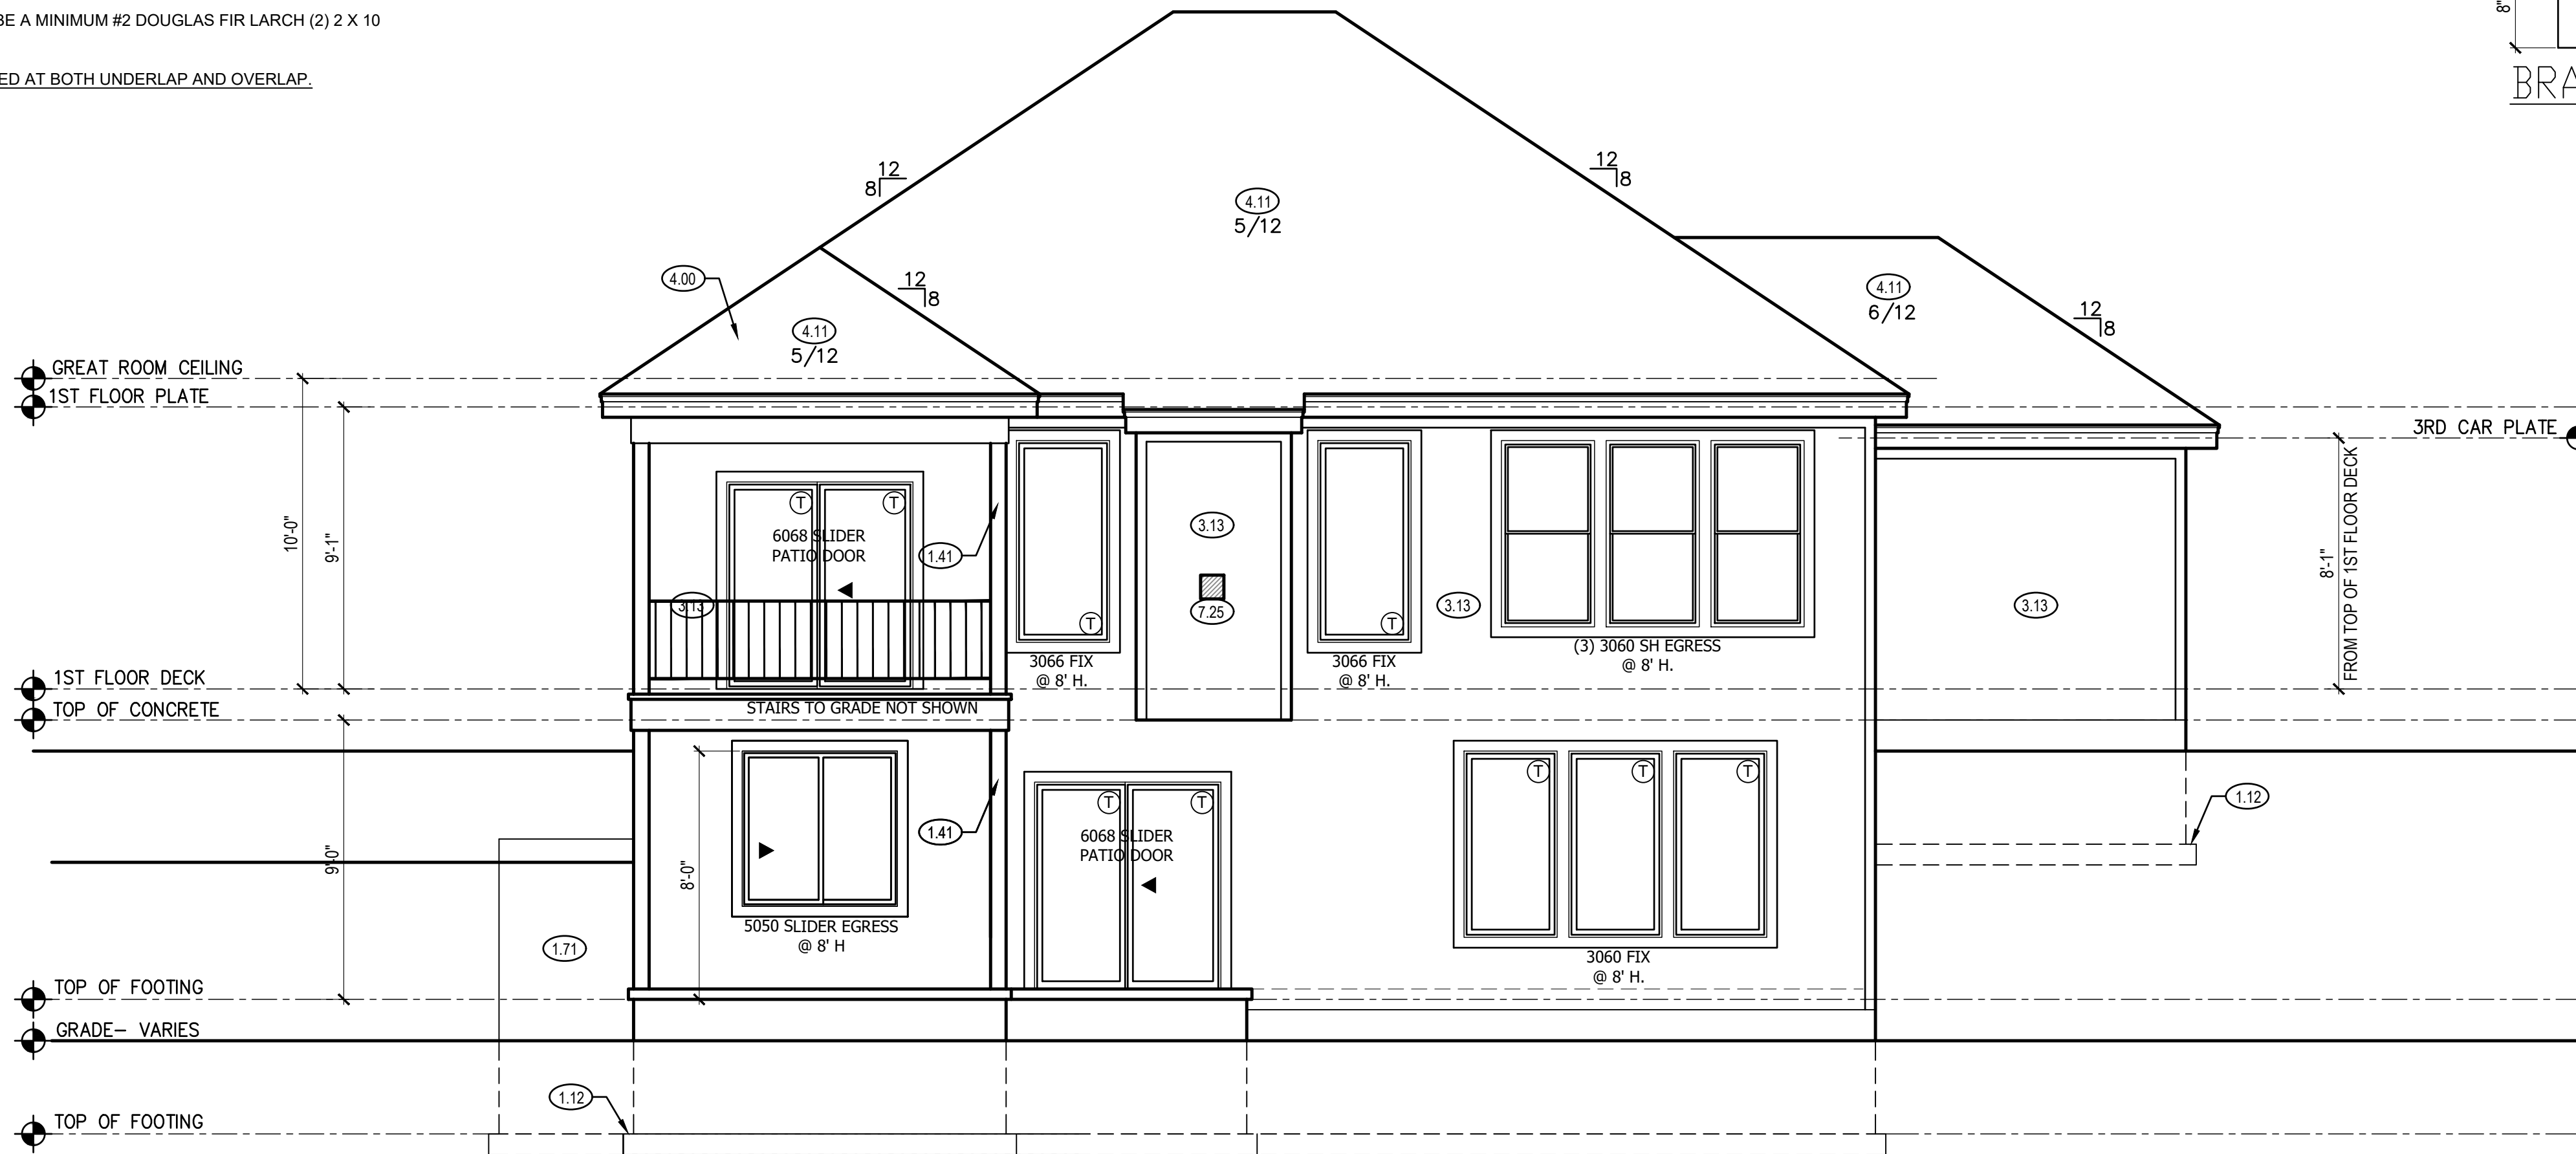 BE A MINIMUM #2 DOUGLAS FIR LARCH (2) 2 X 10
ED AT BOTH UNDERLAP AND OVERLAP.
8"
BRA
12
8
12
8
4.11
5/12
4.00
12
8
4.11
5/12
4.11
6/12
12
8
GREAT ROOM CEILING
1ST FLOOR PLATE
3RD CAR PLATE
10'-0"
9'-1"
T
T
6068 SLIDER
PATIO DOOR
1.41
3.13
T
3066 FIX
@ 8' H.
3.13
7.25
T
3066 FIX
@ 8' H.
3.13
(3) 3060 SH EGRESS
@ 8' H.
3.13
8'-1"
FROM TOP OF 1ST FLOOR DECK
1ST FLOOR DECK
TOP OF CONCRETE
STAIRS TO GRADE NOT SHOWN
9'-0"
8'-0"
5050 SLIDER EGRESS
@ 8' H
1.41
T
T
6068 SLIDER
PATIO DOOR
T
T
T
3060 FIX
@ 8' H.
1.12
1.71
TOP OF FOOTING
GRADE- VARIES
1.12
TOP OF FOOTING